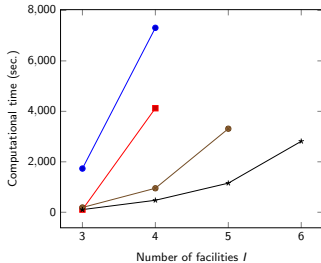 8,000
6,000
4,000
2,000
0
Computational time (sec.)
3 4 5 6
Number of facilities I